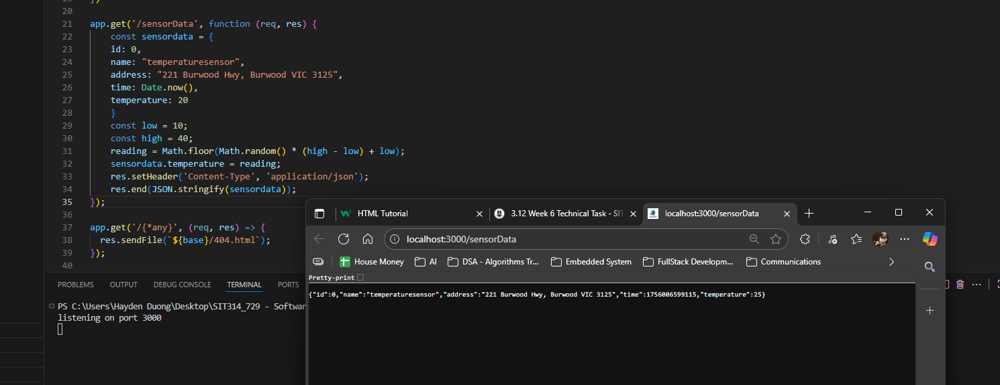 20
21 app.get('/sensorData', function (req, res) {
22 const sensordata = {
23 id: 0,
24 name: "temperaturesensor",
25 address: "221 Burwood Hwy, Burwood VIC 3125",
26 time: Date.now(),
27 temperature: 20
28 }
29 const low = 10;
30 const high = 40;
31 reading = Math.floor(Math.random() * (high - low) + low);
32 sensordata.temperature = reading;
33 res.setHeader('Content-Type', 'application/json');
34 res.end(JSON.stringify(sensordata));
35 });
36
37 app.get('/{*any}', (req, res) => {
38 res.sendFile(`${base}/404.html`);
39 });
40
PROBLEMS OUTPUT DEBUG CONSOLE TERMINAL PORTS
PS C:\Users\Hayden Duong\Desktop\SIT314_729 - Softwar
listening on port 3000
HTML Tutorial
3.12 Week 6 Technical Task - SIT
localhost:3000/sensorData
localhost:3000/sensorData
House Money AI DSA - Algorithms Tr... Embedded System FullStack Developm... Communications
Pretty-print
{"id":0,"name":"temperaturesensor","address":"221 Burwood Hwy, Burwood VIC 3125","time":1756006599115,"temperature":25}